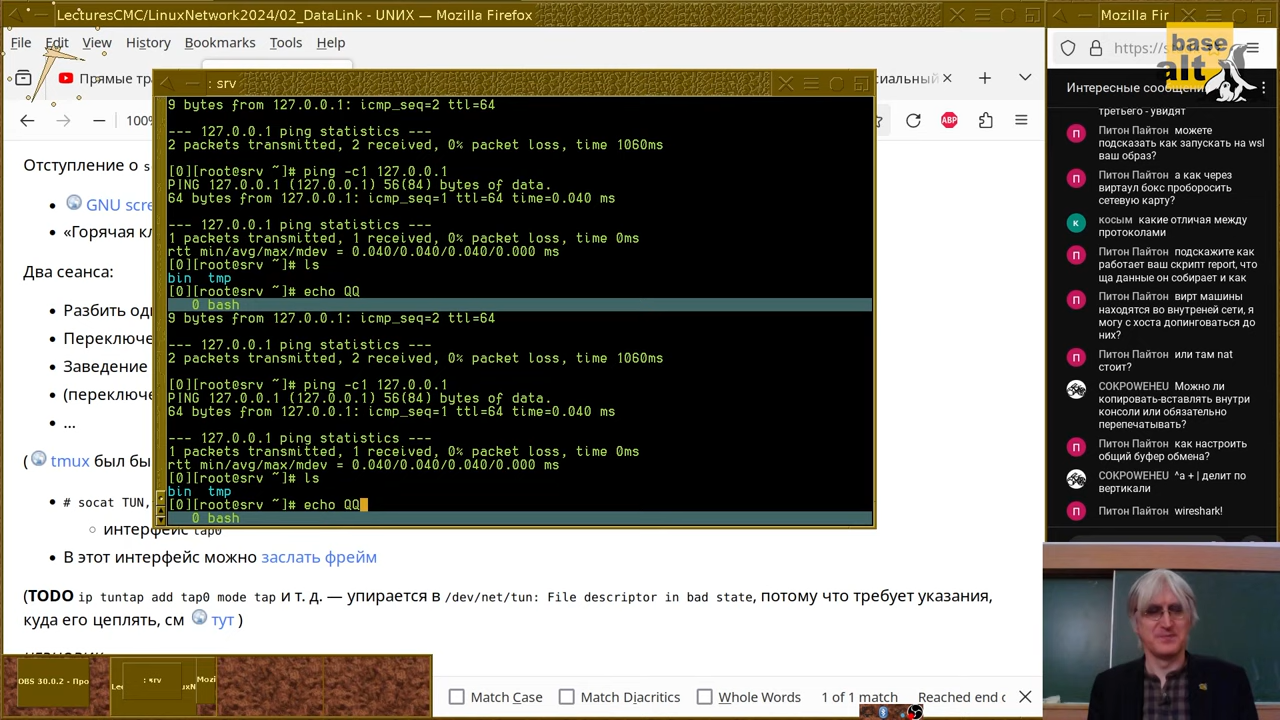 LecturesCMC/LinuxNetwork2024/02_DataLink - UNИX — Mozilla Firefox
File Edit View History Bookmarks Tools Help
Прямые тр
: srv
100%
Отступление о s
GNU scre
«Горячая кл
Два сеанса:
Разбить оди
Переключе
Заведение
(переключе
...
( tmux был бы
# socat TUN,
интерфейс tap0
В этот интерфейс можно заслать фрейм
(TODO ip tuntap add tap0 mode tap и т. д. — упирается в /dev/net/tun: File descriptor in bad state, потому что требует указания,
куда его цеплять, см тут )
9 bytes from 127.0.0.1: icmp_seq=2 ttl=64
--- 127.0.0.1 ping statistics ---
2 packets transmitted, 2 received, 0% packet loss, time 1060ms
[0][root@srv ~]# ping -c1 127.0.0.1
PING 127.0.0.1 (127.0.0.1) 56(84) bytes of data.
64 bytes from 127.0.0.1: icmp_seq=1 ttl=64 time=0.040 ms
--- 127.0.0.1 ping statistics ---
1 packets transmitted, 1 received, 0% packet loss, time 0ms
rtt min/avg/max/mdev = 0.040/0.040/0.040/0.000 ms
[0][root@srv ~]# ls
bin tmp
[0][root@srv ~]# echo QQ
0 bash
9 bytes from 127.0.0.1: icmp_seq=2 ttl=64
--- 127.0.0.1 ping statistics ---
2 packets transmitted, 2 received, 0% packet loss, time 1060ms
[0][root@srv ~]# ping -c1 127.0.0.1
PING 127.0.0.1 (127.0.0.1) 56(84) bytes of data.
64 bytes from 127.0.0.1: icmp_seq=1 ttl=64 time=0.040 ms
--- 127.0.0.1 ping statistics ---
1 packets transmitted, 1 received, 0% packet loss, time 0ms
rtt min/avg/max/mdev = 0.040/0.040/0.040/0.000 ms
[0][root@srv ~]# ls
bin tmp
[0][root@srv ~]# echo QQ
0 bash
Match Case Match Diacritics Whole Words 1 of 1 match Reached end o
OBS 30.0.2 - Про
: srv
Mozi
Mozilla Fir
https://s
base
alt
Интересные сообщени
третьего - увидят
Питон Пайтон можете
подсказать как запускать на wsl
ваш образ?
Питон Пайтон а как через
виртаул бокс проборосить
сетевую карту?
косым какие отличая между
протоколами
Питон Пайтон подскажите как
работает ваш скрипт report, что
ща данные он собирает и как
Питон Пайтон вирт машины
находятся во внутреней сети, я
могу с хоста допинговаться до
них?
Питон Пайтон или там nat
стоит?
COKPOWEHEU Можно ли
копировать-вставлять внутри
консоли или обязательно
перепечатывать?
Питон Пайтон как настроить
общий буфер обмена?
COKPOWEHEU ^a + | делит по
вертикали
Питон Пайтон wireshark!